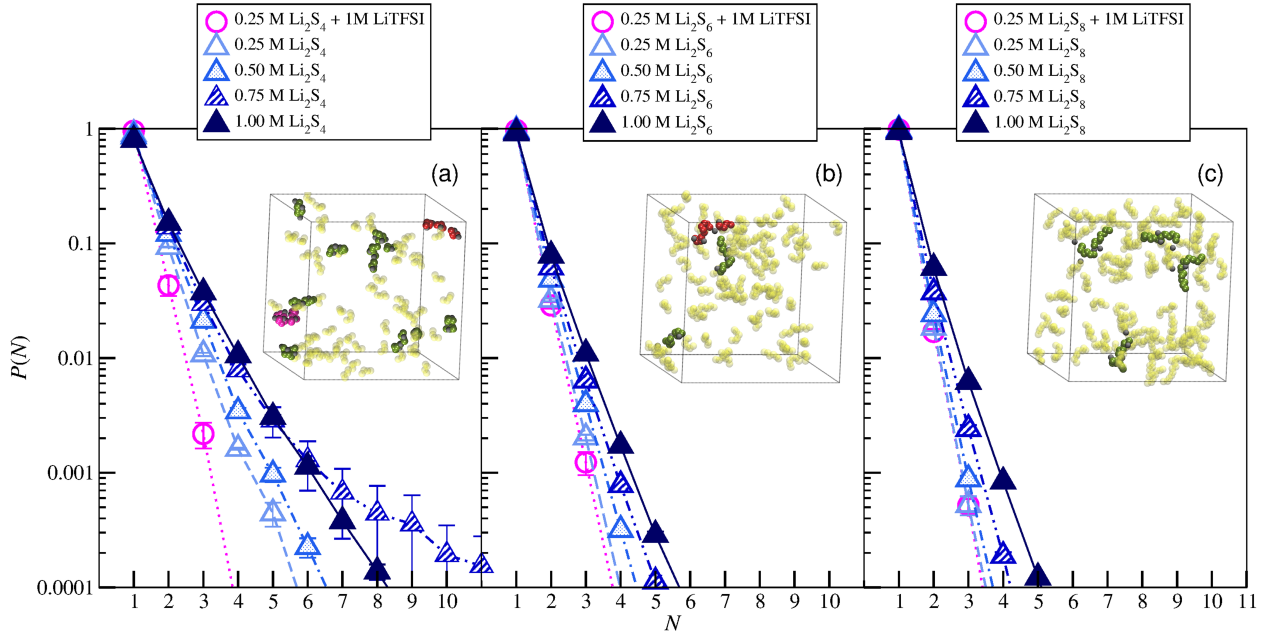 0.25 M Li₂S₄ + 1M LiTFSI
0.25 M Li₂S₄
0.50 M Li₂S₄
0.75 M Li₂S₄
1.00 M Li₂S₄
0.25 M Li₂S₆ + 1M LiTFSI
0.25 M Li₂S₆
0.50 M Li₂S₆
0.75 M Li₂S₆
1.00 M Li₂S₆
0.25 M Li₂S₈ + 1M LiTFSI
0.25 M Li₂S₈
0.50 M Li₂S₈
0.75 M Li₂S₈
1.00 M Li₂S₈
(a)
(b)
(c)
P(N)
1
0.1
0.01
0.001
0.0001
1 2 3 4 5 6 7 8 9 10
1 2 3 4 5 6 7 8 9 10
1 2 3 4 5 6 7 8 9 10 11
N